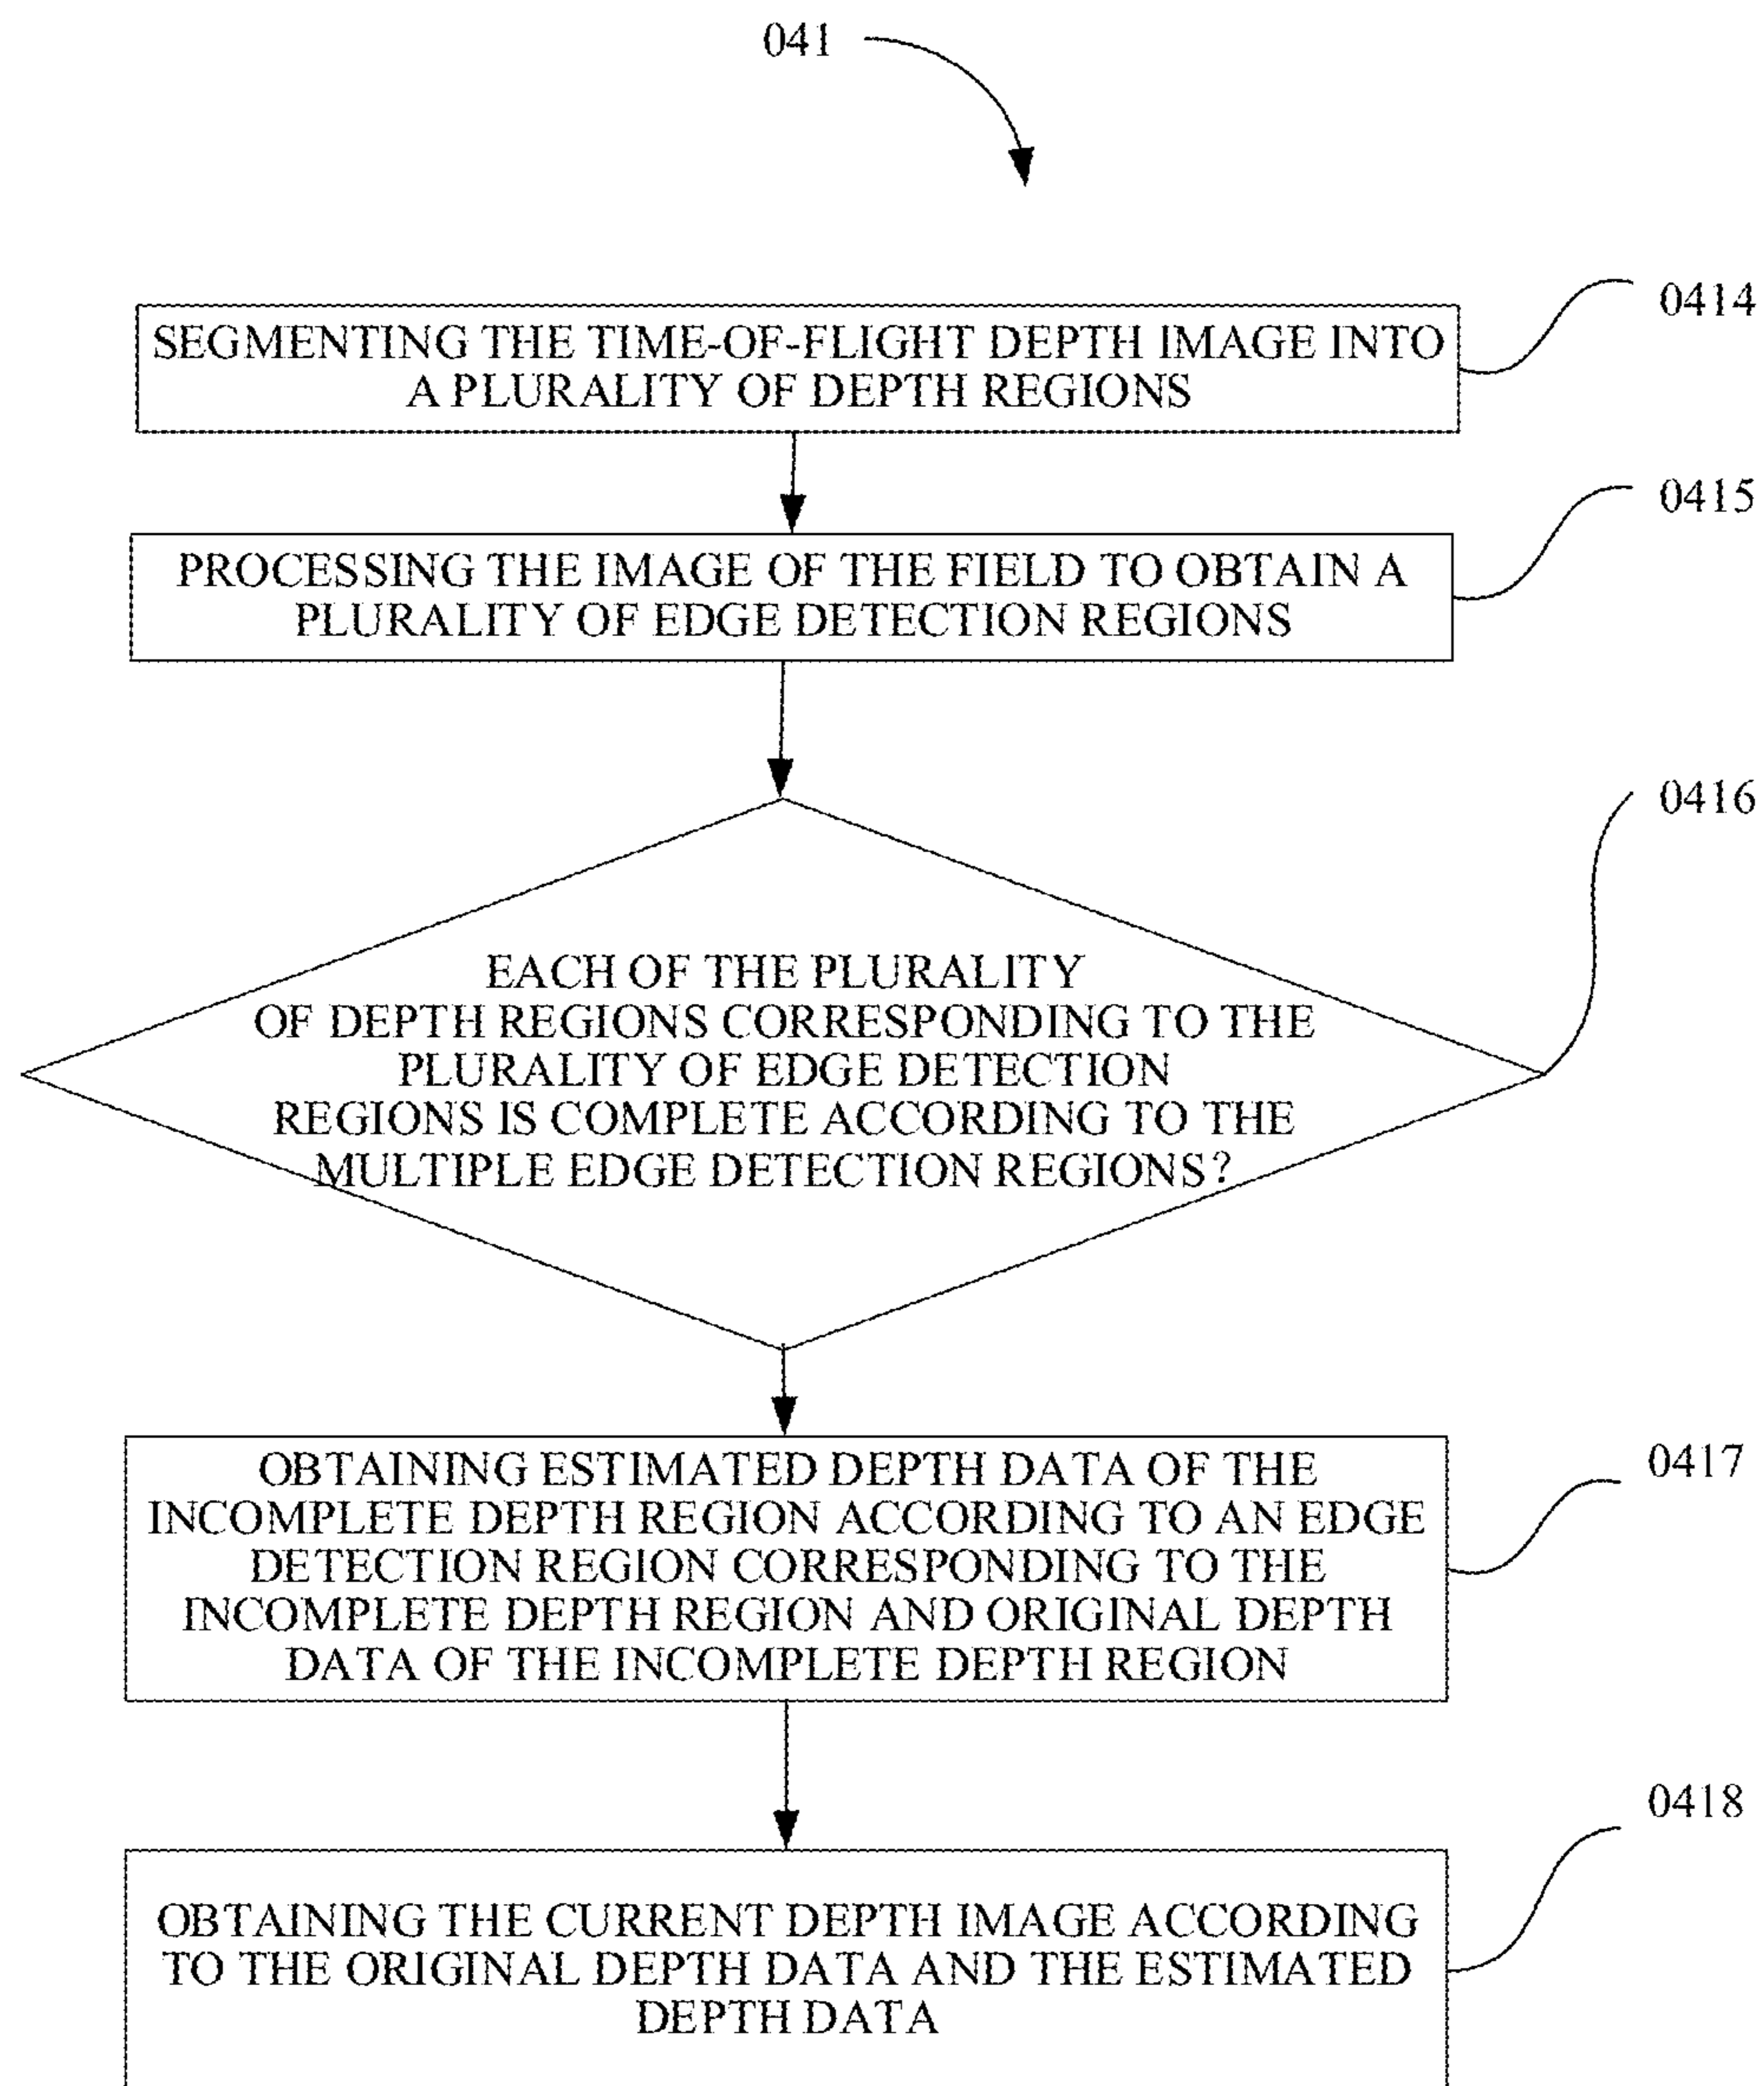 041
0414
SEGMENTING THE TIME-OF-FLIGHT DEPTH IMAGE INTO
A PLURALITY OF DEPTH REGIONS
0415
PROCESSING THE IMAGE OF THE FIELD TO OBTAIN A
PLURALITY OF EDGE DETECTION REGIONS
0416
EACH OF THE PLURALITY
OF DEPTH REGIONS CORRESPONDING TO THE
PLURALITY OF EDGE DETECTION
REGIONS IS COMPLETE ACCORDING TO THE
MULTIPLE EDGE DETECTION REGIONS?
0417
OBTAINING ESTIMATED DEPTH DATA OF THE
INCOMPLETE DEPTH REGION ACCORDING TO AN EDGE
DETECTION REGION CORRESPONDING TO THE
INCOMPLETE DEPTH REGION AND ORIGINAL DEPTH
DATA OF THE INCOMPLETE DEPTH REGION
0418
OBTAINING THE CURRENT DEPTH IMAGE ACCORDING
TO THE ORIGINAL DEPTH DATA AND THE ESTIMATED
DEPTH DATA